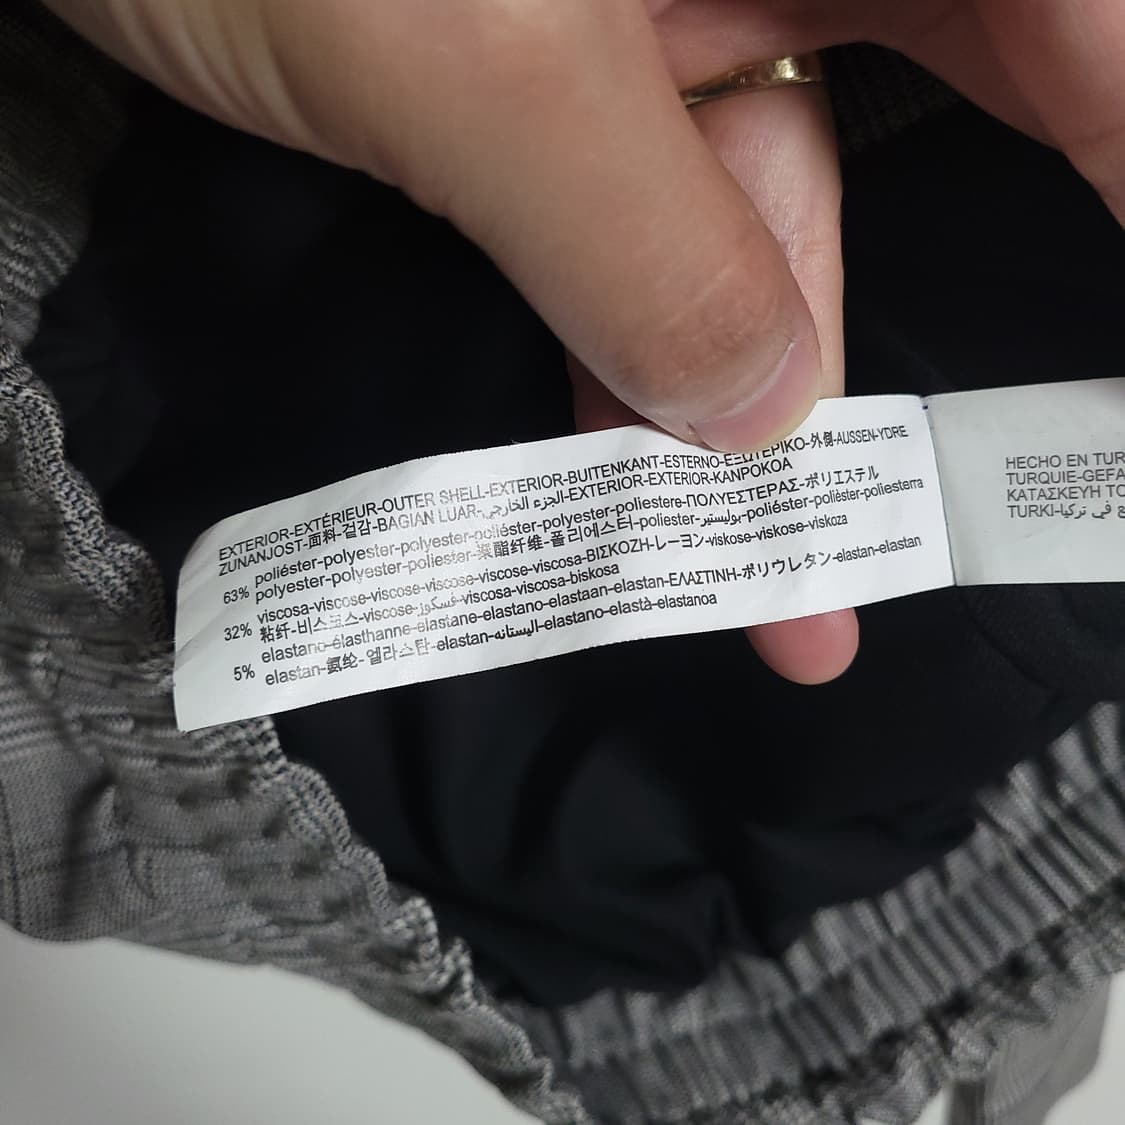 EXTERIOR-EXTÉRIEUR-OUTER SHELL-EXTERIOR-BUITENKANT-ESTERNO-ΕΞΩΤΕΡΙΚΟ-外側-AUSSEN-YDRE
ZUNANJOST-面料-겉감-BAGIAN LUAR-الجزء الخارجي-EXTERIOR-EXTERIOR-KANPOKOA
63% poliéster-polyester-polyester-poliéster-polyester-poliestere-ΠΟΛΥΕΣΤΕΡΑΣ-ポリエステル
polyester-polyester-poliester-聚酯纤维-폴리에스터-poliester-بوليستير-poliéster-polièster-poliesterra
32% viscosa-viscose-viscose-viscose-viscose-viscosa-ΒΙΣΚΟΖΗ-レーヨン-viskose-viskose-viskoza
粘纤-비스코스-viscose-فسكوز-viscosa-viscosa-biskosa
5% elastano-élasthanne-elastane-elastano-elastaan-elastan-ΕΛΑΣΤΙΝΗ-ポリウレタン-elastan-elastan
elastan-氨纶-엘라스탄-elastan-اليستانه-elastano-elastà-elastanoa
HECHO EN TUR
TURQUIE-GEFA
ΚΑΤΑΣΚΕΥΗ ΤΟ
TURKI-ع في تركيا